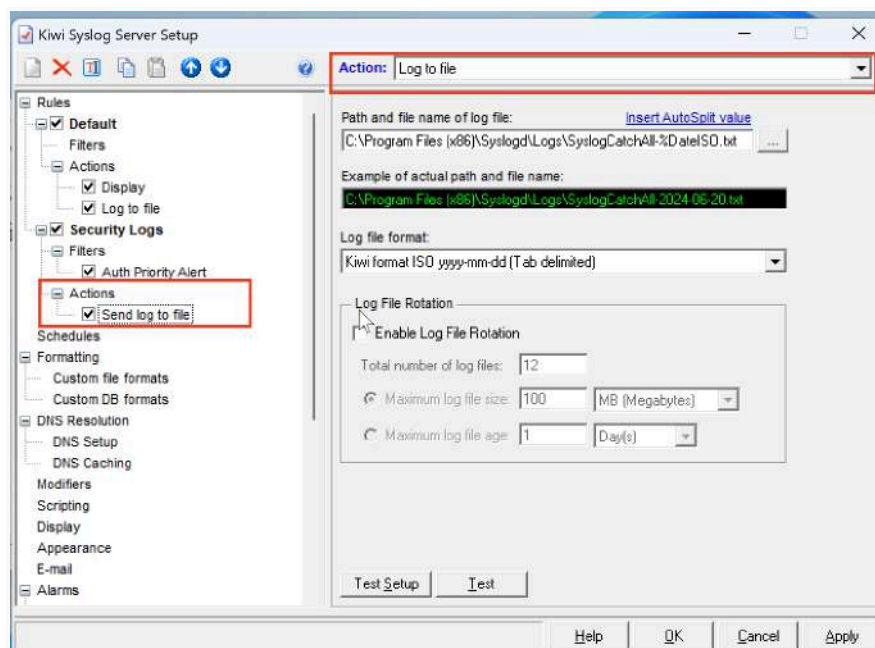 Kiwi Syslog Server Setup
Action: Log to file
Rules
Default
Filters
Actions
Display
Log to file
Security Logs
Filters
Auth Priority Alert
Actions
Send log to file
Schedules
Formatting
Custom file formats
Custom DB formats
DNS Resolution
DNS Setup
DNS Caching
Modifiers
Scripting
Display
Appearance
E-mail
Alarms
Path and file name of log file: Insert AutoSplit value
C:\Program Files (x86)\Syslogd\Logs\SyslogCatchAll-%DateISO.txt ...
Example of actual path and file name:
C:\Program Files (x86)\Syslogd\Logs\SyslogCatchAll-2024-06-20.txt
Log file format:
Kiwi format ISO yyyy-mm-dd (Tab delimited)
Log File Rotation
Enable Log File Rotation
Total number of log files: 12
Maximum log file size: 100 MB (Megabytes)
Maximum log file age: 1 Day(s)
Test Setup Test
Help OK Cancel Apply